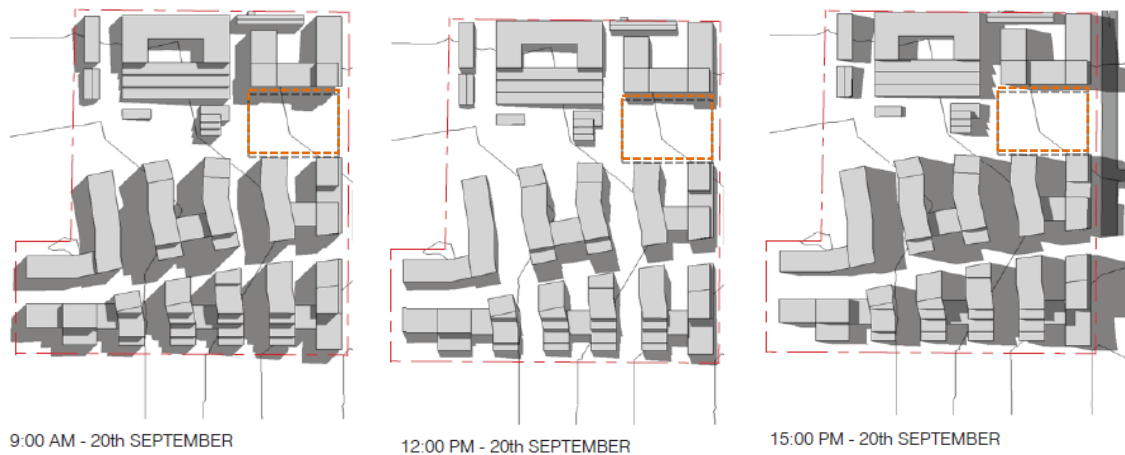 9:00 AM - 20th SEPTEMBER
12:00 PM - 20th SEPTEMBER
15:00 PM - 20th SEPTEMBER